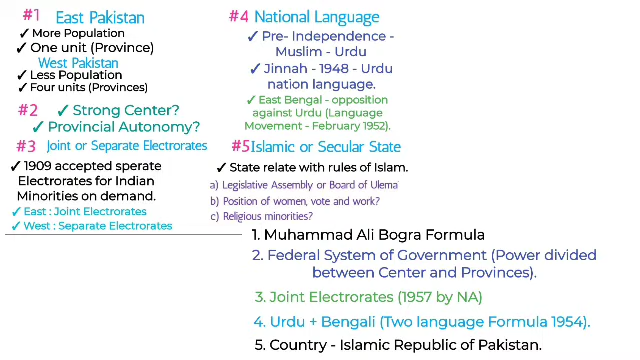 #1 East Pakistan
✓ More Population
✓ One unit (Province)
West Pakistan
✓ Less Population
✓ Four units (Provinces)
#2 ✓ Strong Center?
✓ Provincial Autonomy?
#3 Joint or Separate Electrorates
✓ 1909 accepted sperate
Electrorates for Indian
Minorities on demand.
✓ East : Joint Electrorates
✓ West : Separate Electrorates
#4 National Language
✓ Pre- Independence -
Muslim - Urdu
✓ Jinnah - 1948 - Urdu
nation language.
✓ East Bengal - opposition
against Urdu (Language
Movement - February 1952).
#5 Islamic or Secular State
✓ State relate with rules of Islam.
a) Legislative Assembly or Board of Ulema
b) Position of women, vote and work?
c) Religious minorities?
1. Muhammad Ali Bogra Formula
2. Federal System of Government (Power divided
between Center and Provinces).
3. Joint Electrorates (1957 by NA)
4. Urdu + Bengali (Two language Formula 1954).
5. Country - Islamic Republic of Pakistan.